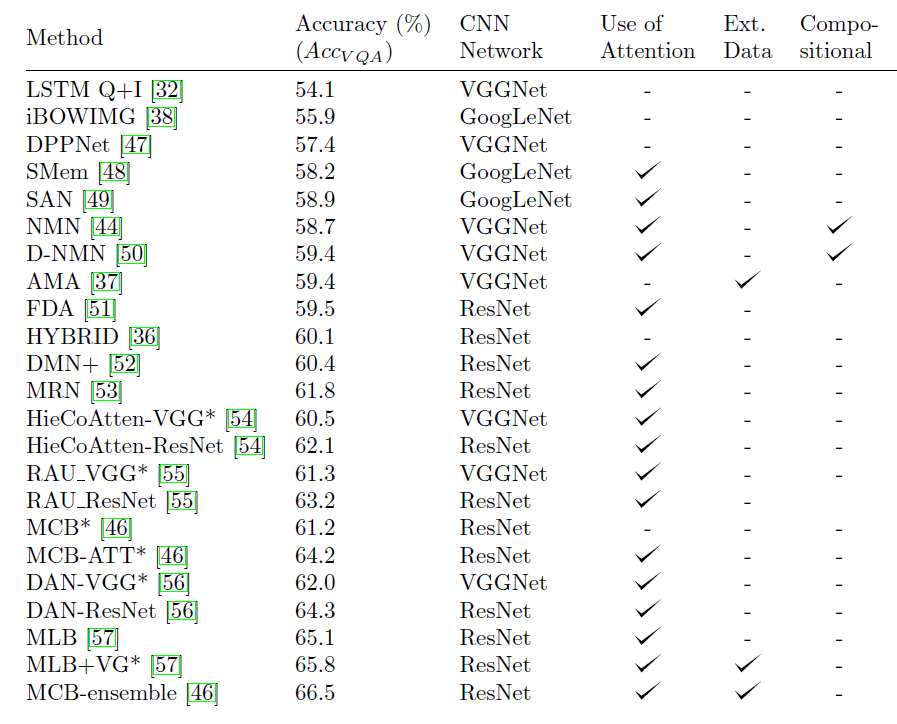 Method Accuracy (%) (Acc_VQA) CNN Network Use of Attention Ext. Data Compo-sitional
LSTM Q+I [32] 54.1 VGGNet - - -
iBOWIMG [38] 55.9 GoogLeNet - - -
DPPNet [47] 57.4 VGGNet - - -
SMem [48] 58.2 GoogLeNet ✓ - -
SAN [49] 58.9 GoogLeNet ✓ - -
NMN [44] 58.7 VGGNet ✓ - ✓
D-NMN [50] 59.4 VGGNet ✓ - ✓
AMA [37] 59.4 VGGNet - ✓ -
FDA [51] 59.5 ResNet ✓ -
HYBRID [36] 60.1 ResNet - - -
DMN+ [52] 60.4 ResNet ✓ - -
MRN [53] 61.8 ResNet ✓ - -
HieCoAtten-VGG* [54] 60.5 VGGNet ✓ - -
HieCoAtten-ResNet [54] 62.1 ResNet ✓ - -
RAU_VGG* [55] 61.3 VGGNet ✓ - -
RAU_ResNet [55] 63.2 ResNet ✓ - -
MCB* [46] 61.2 ResNet - - -
MCB-ATT* [46] 64.2 ResNet ✓ - -
DAN-VGG* [56] 62.0 VGGNet ✓ - -
DAN-ResNet [56] 64.3 ResNet ✓ - -
MLB [57] 65.1 ResNet ✓ - -
MLB+VG* [57] 65.8 ResNet ✓ ✓ -
MCB-ensemble [46] 66.5 ResNet ✓ ✓ -